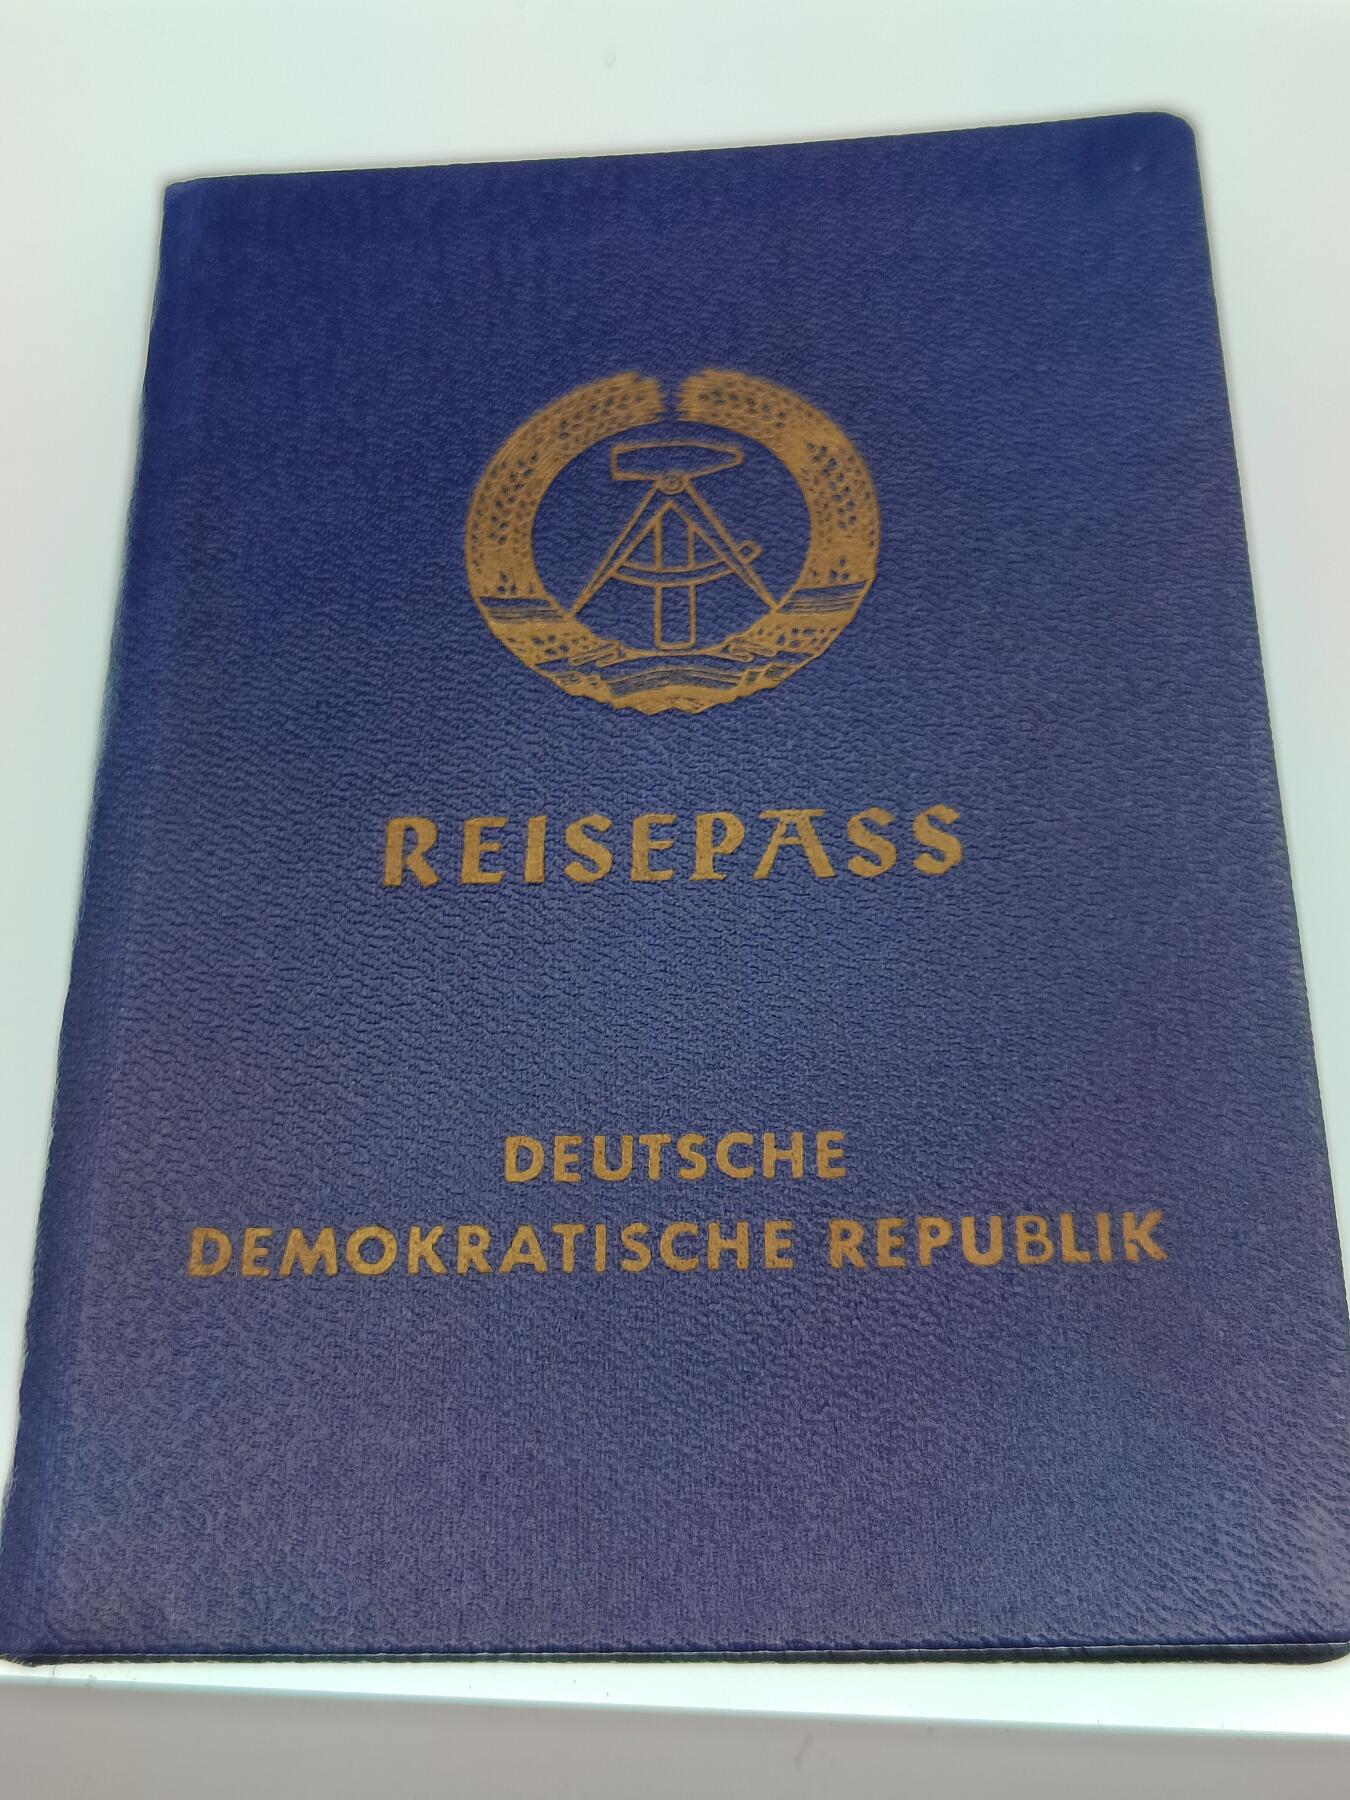 REISEPASS
DEUTSCHE
DEMOKRATISCHE REPUBLIK